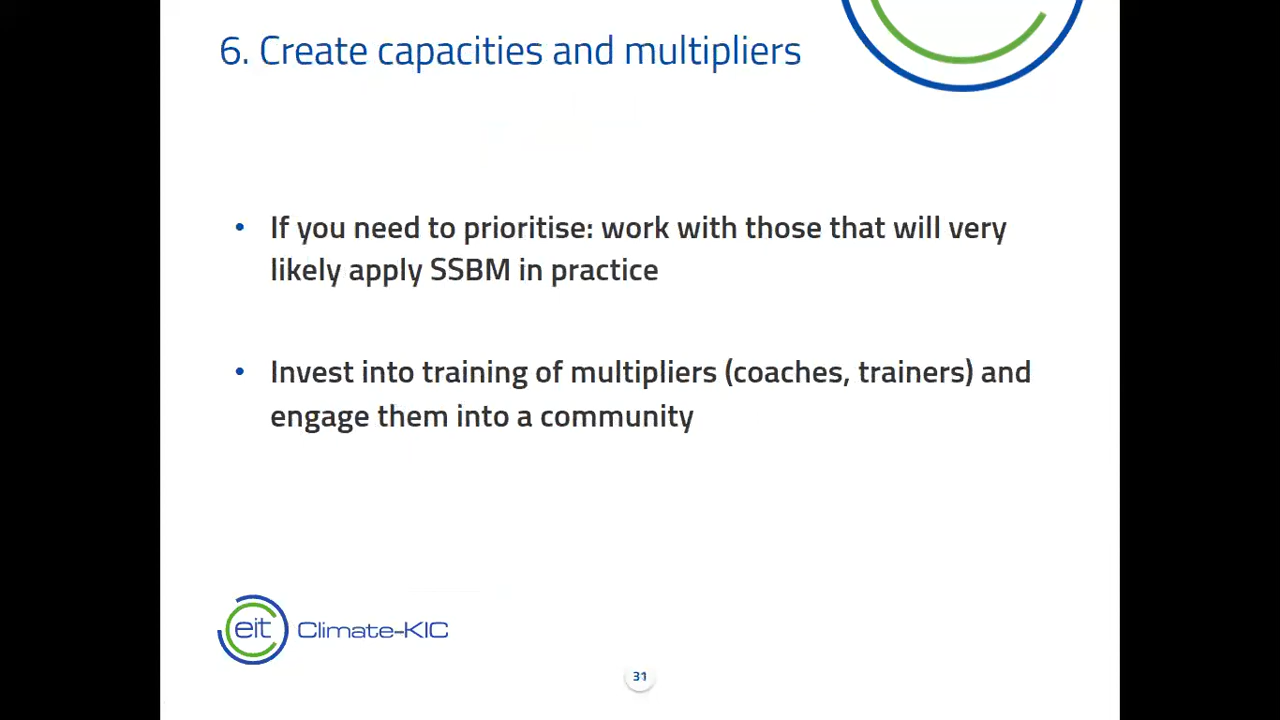 6. Create capacities and multipliers
• If you need to prioritise: work with those that will very
likely apply SSBM in practice
• Invest into training of multipliers (coaches, trainers) and
engage them into a community
eit Climate-KIC
31